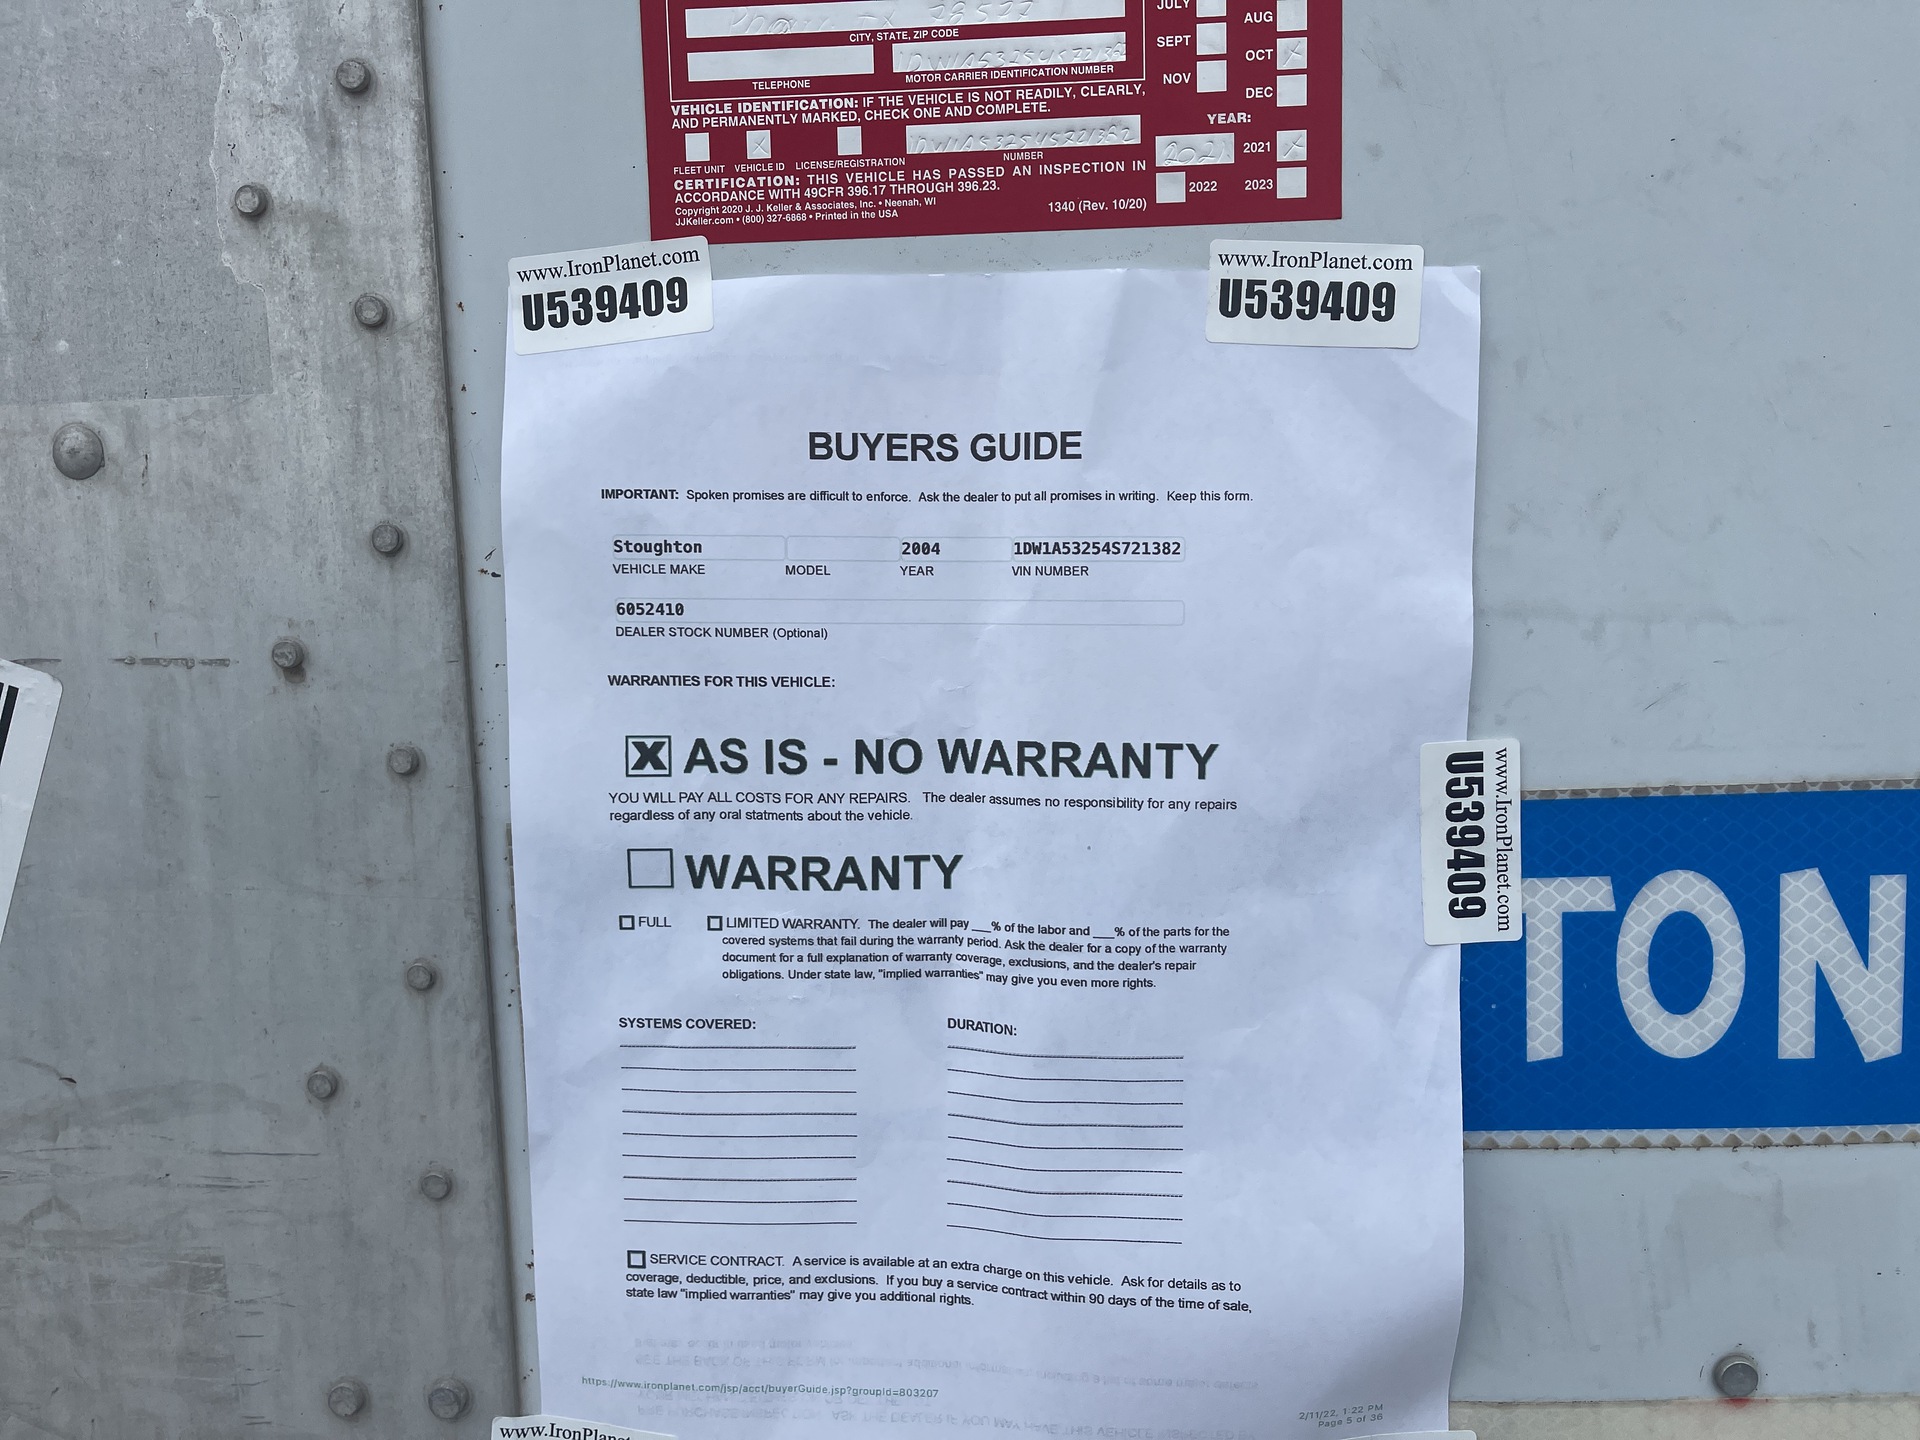 TX 78577
CITY, STATE, ZIP CODE
TELEPHONE
MOTOR CARRIER IDENTIFICATION NUMBER
JULY
AUG
SEPT
OCT X
NOV
DEC
VEHICLE IDENTIFICATION: IF THE VEHICLE IS NOT READILY, CLEARLY,
AND PERMANENTLY MARKED, CHECK ONE AND COMPLETE.
X
FLEET UNIT VEHICLE ID LICENSE/REGISTRATION
NUMBER
YEAR:
2021 2021 X
2022 2023
CERTIFICATION: THIS VEHICLE HAS PASSED AN INSPECTION IN
ACCORDANCE WITH 49CFR 396.17 THROUGH 396.23.
Copyright 2020 J. J. Keller & Associates, Inc. • Neenah, WI
JJKeller.com • (800) 327-6868 • Printed in the USA
1340 (Rev. 10/20)
www.IronPlanet.com
U539409
www.IronPlanet.com
U539409
BUYERS GUIDE
IMPORTANT: Spoken promises are difficult to enforce. Ask the dealer to put all promises in writing. Keep this form.
Stoughton 2004 1DW1A53254S721382
VEHICLE MAKE MODEL YEAR VIN NUMBER
6052410
DEALER STOCK NUMBER (Optional)
WARRANTIES FOR THIS VEHICLE:
X AS IS - NO WARRANTY
YOU WILL PAY ALL COSTS FOR ANY REPAIRS. The dealer assumes no responsibility for any repairs
regardless of any oral statments about the vehicle.
WARRANTY
FULL LIMITED WARRANTY. The dealer will pay ___% of the labor and ___% of the parts for the
covered systems that fail during the warranty period. Ask the dealer for a copy of the warranty
document for a full explanation of warranty coverage, exclusions, and the dealer's repair
obligations. Under state law, "implied warranties" may give you even more rights.
SYSTEMS COVERED: DURATION:
SERVICE CONTRACT. A service is available at an extra charge on this vehicle. Ask for details as to
coverage, deductible, price, and exclusions. If you buy a service contract within 90 days of the time of sale,
state law "implied warranties" may give you additional rights.
https://www.ironplanet.com/jsp/acct/buyerGuide.jsp?groupId=803207
2/11/22, 1:22 PM
Page 5 of 36
www.IronPlanet.com
U539409
TON
www.IronPlanet